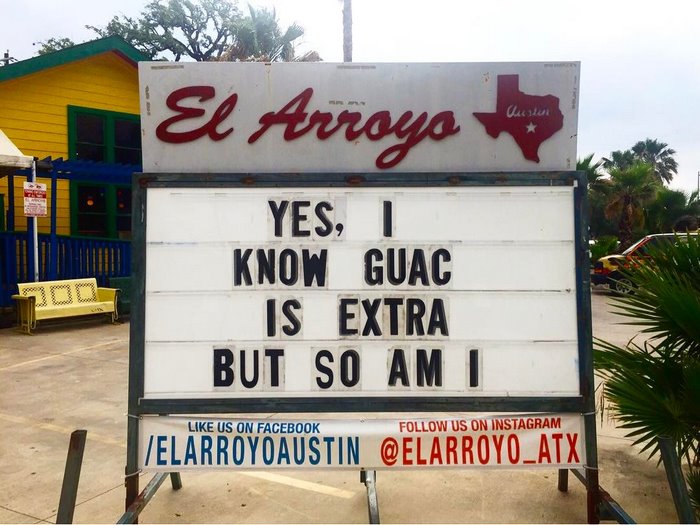 El Arroyo
Austin
YES, I
KNOW GUAC
IS EXTRA
BUT SO AM I
LIKE US ON FACEBOOK
/ELARROYOAUSTIN
FOLLOW US ON INSTAGRAM
@ELARROYO_ATX